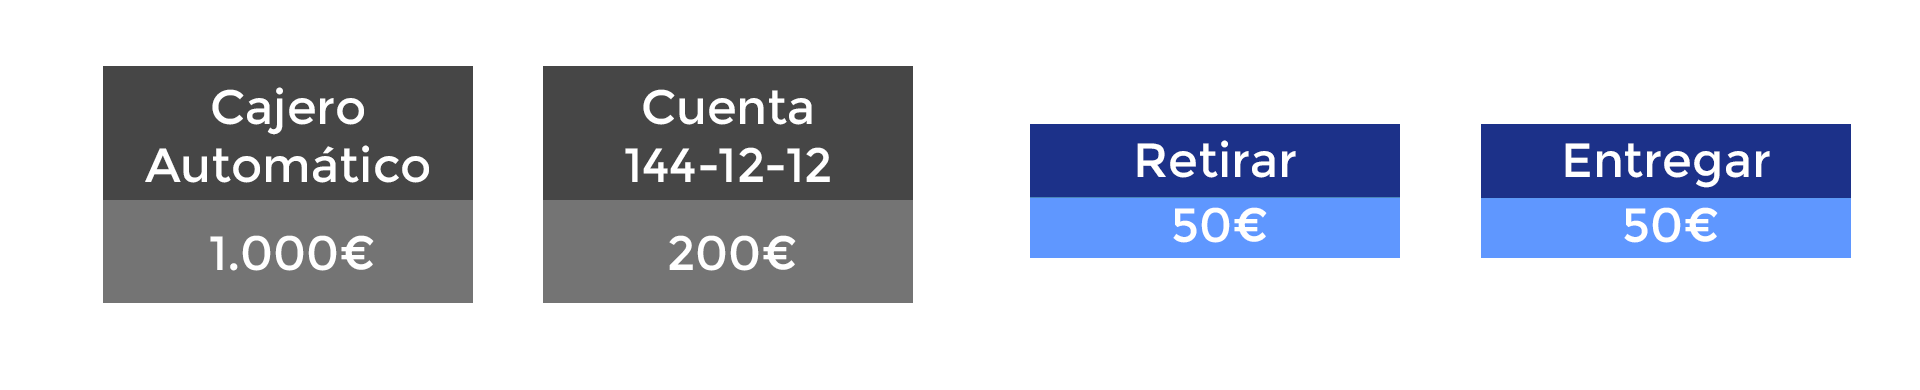 Cajero
Automático
1.000€
Cuenta
144-12-12
200€
Retirar
50€
Entregar
50€